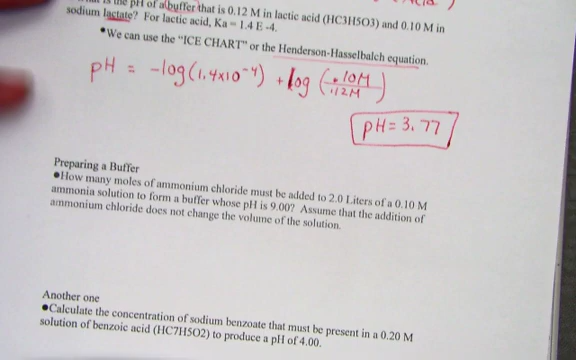 Acid )
is the pH of a buffer that is 0.12 M in lactic acid (HC3H5O3) and 0.10 M in
sodium lactate? For lactic acid, Ka = 1.4 E -4.
●We can use the “ICE CHART” or the Henderson-Hasselbalch equation.
pH = -log(1.4x10⁻⁴) + log (.10M / .12M)
pH = 3.77
Preparing a Buffer
●How many moles of ammonium chloride must be added to 2.0 Liters of a 0.10 M
ammonia solution to form a buffer whose pH is 9.00? Assume that the addition of
ammonium chloride does not change the volume of the solution.
Another one
●Calculate the concentration of sodium benzoate that must be present in a 0.20 M
solution of benzoic acid (HC7H5O2) to produce a pH of 4.00.